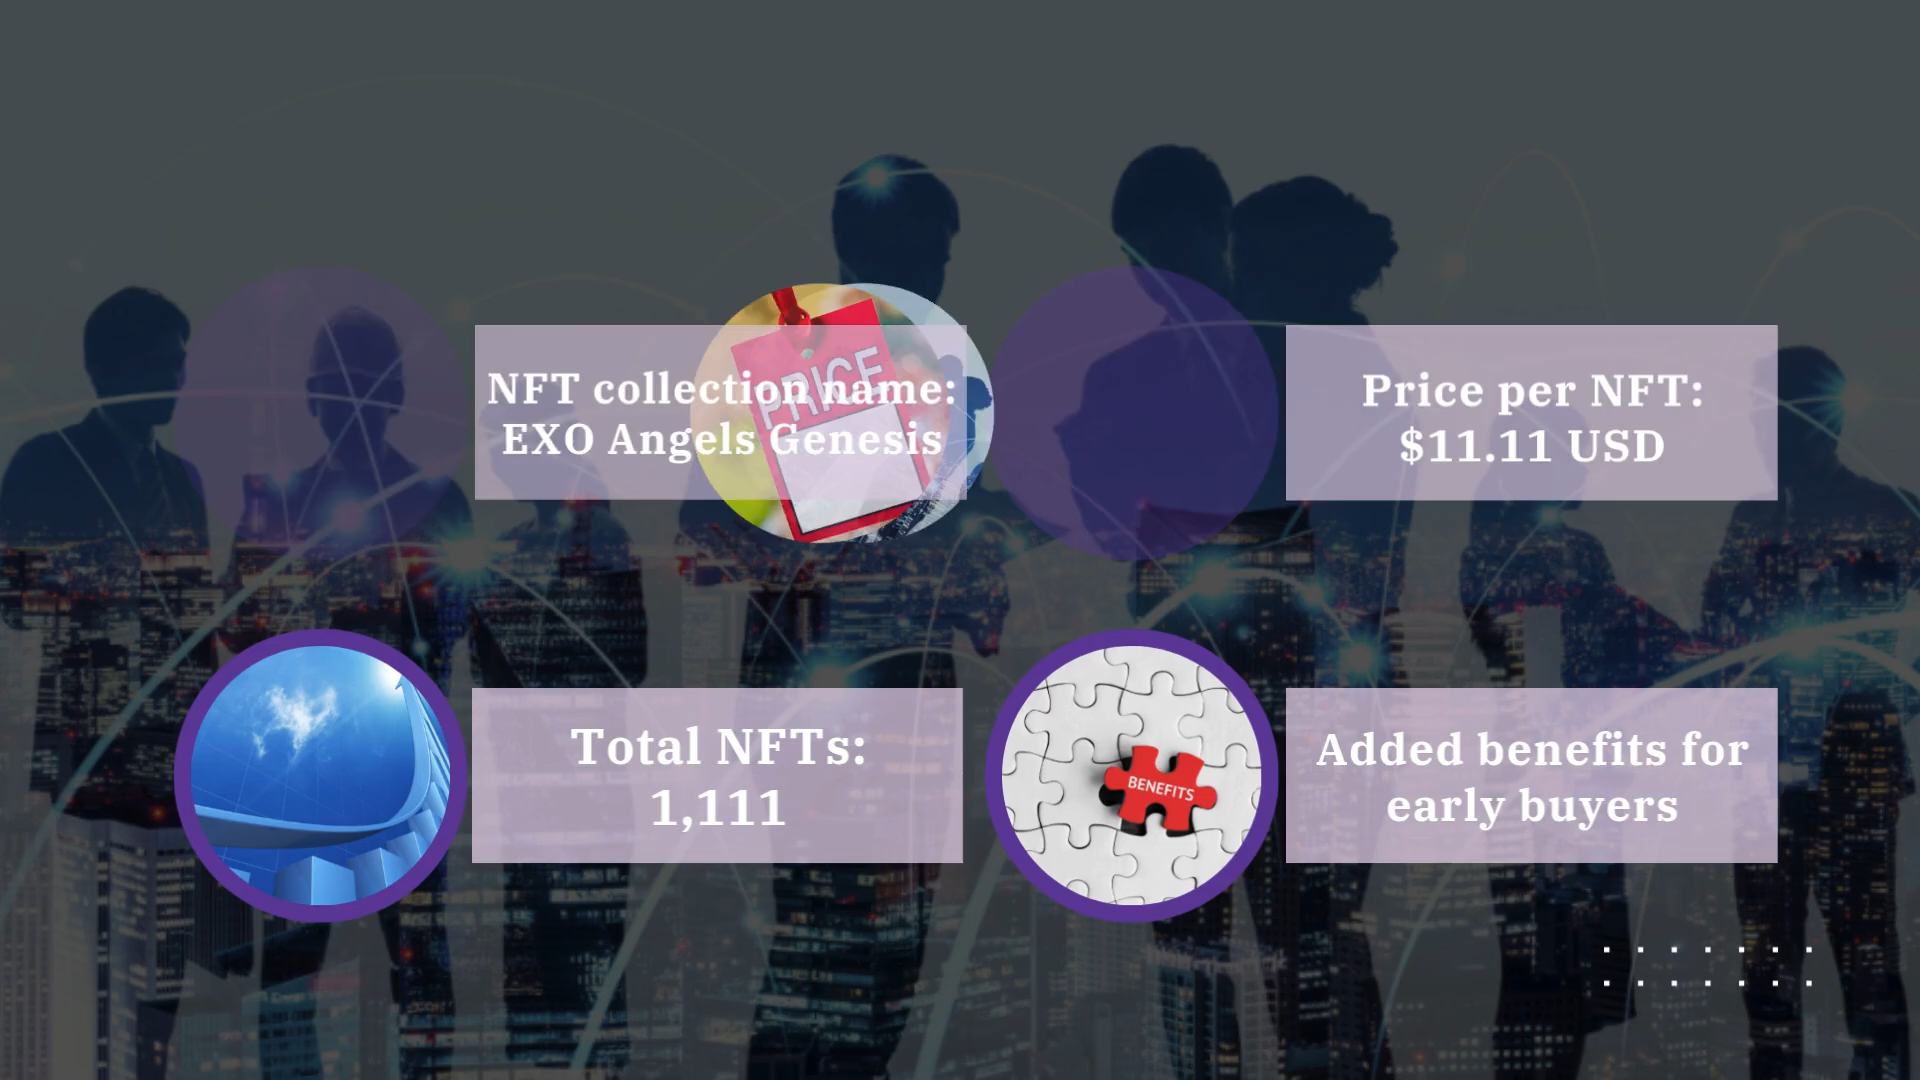 PRICE
NFT collection name:
EXO Angels Genesis
Price per NFT:
$11.11 USD
Total NFTs:
1,111
BENEFITS
Added benefits for
early buyers